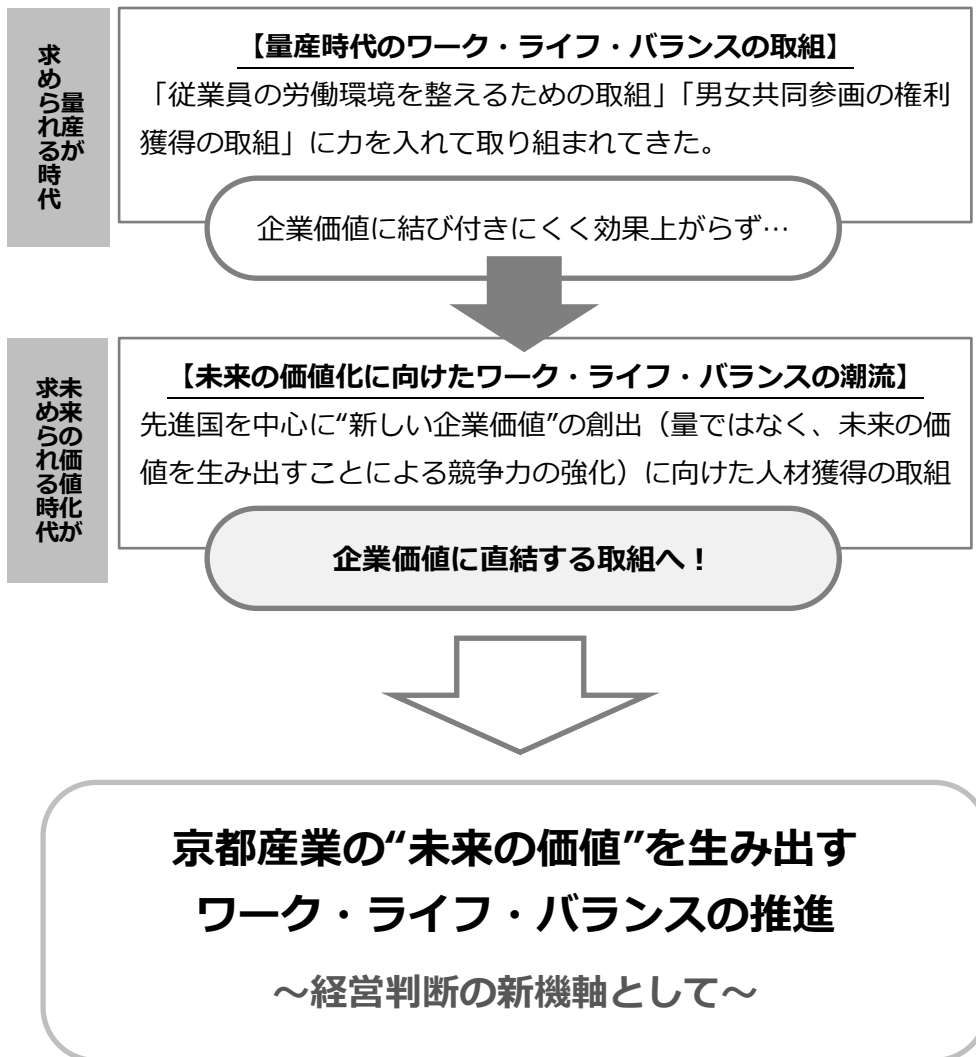 量産が
求められる時代
【量産時代のワーク・ライフ・バランスの取組】
「従業員の労働環境を整えるための取組」「男女共同参画の権利
獲得の取組」に力を入れて取り組まれてきた。
企業価値に結び付きにくく効果上がらず…
未来の価値化が
求められる時代
【未来の価値化に向けたワーク・ライフ・バランスの潮流】
先進国を中心に“新しい企業価値”の創出（量ではなく、未来の価
値を生み出すことによる競争力の強化）に向けた人材獲得の取組
企業価値に直結する取組へ！
京都産業の“未来の価値”を生み出す
ワーク・ライフ・バランスの推進
～経営判断の新機軸として～